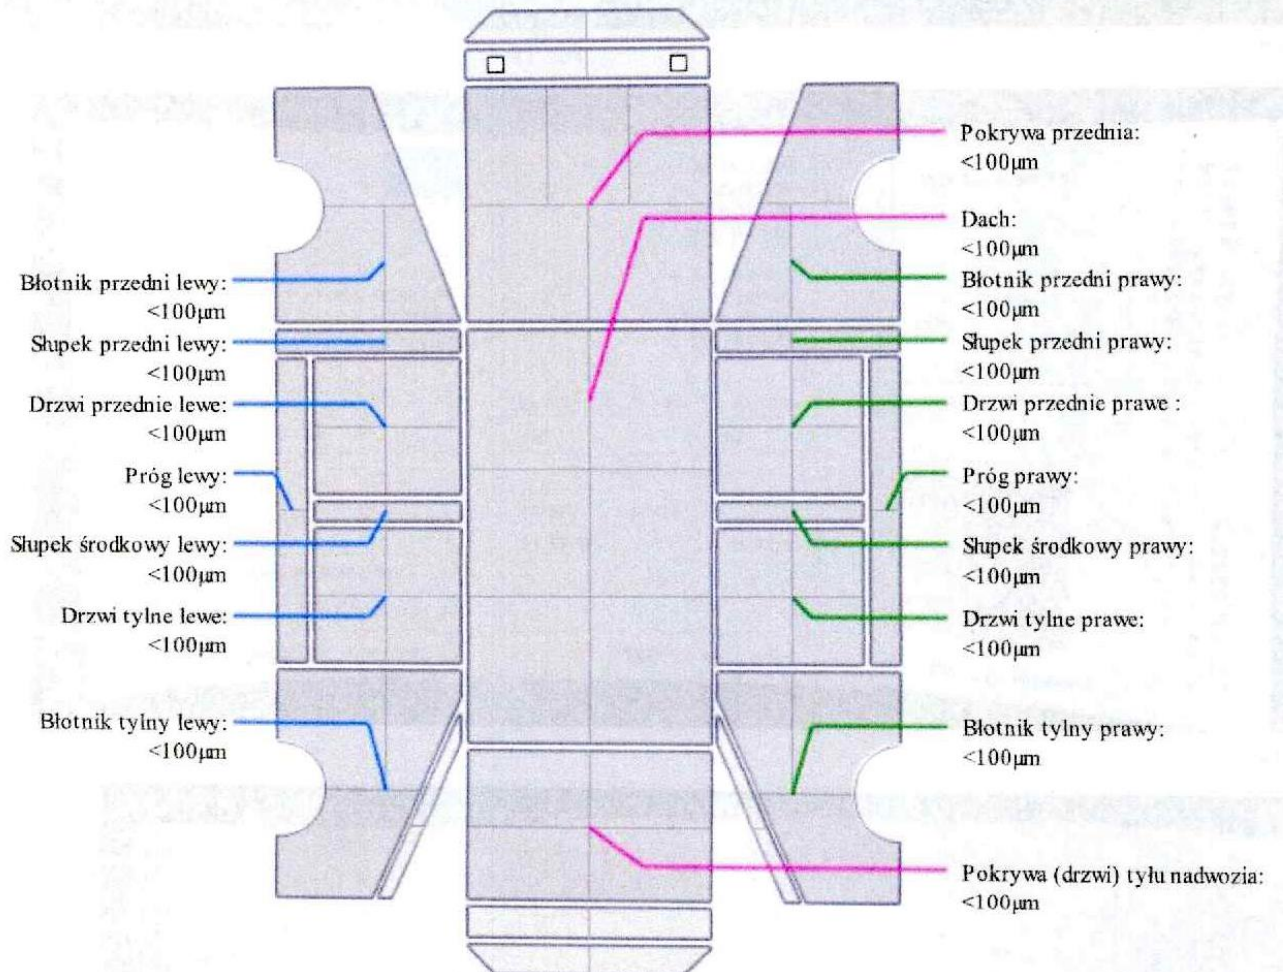 Pokrywa przednia:
<100µm
Dach:
<100µm
Błotnik przedni lewy:
<100µm
Błotnik przedni prawy:
<100µm
Słupek przedni lewy:
<100µm
Słupek przedni prawy:
<100µm
Drzwi przednie lewe:
<100µm
Drzwi przednie prawe :
<100µm
Próg lewy:
<100µm
Próg prawy:
<100µm
Słupek środkowy lewy:
<100µm
Słupek środkowy prawy:
<100µm
Drzwi tylne lewe:
<100µm
Drzwi tylne prawe:
<100µm
Błotnik tylny lewy:
<100µm
Błotnik tylny prawy:
<100µm
Pokrywa (drzwi) tyłu nadwozia:
<100µm